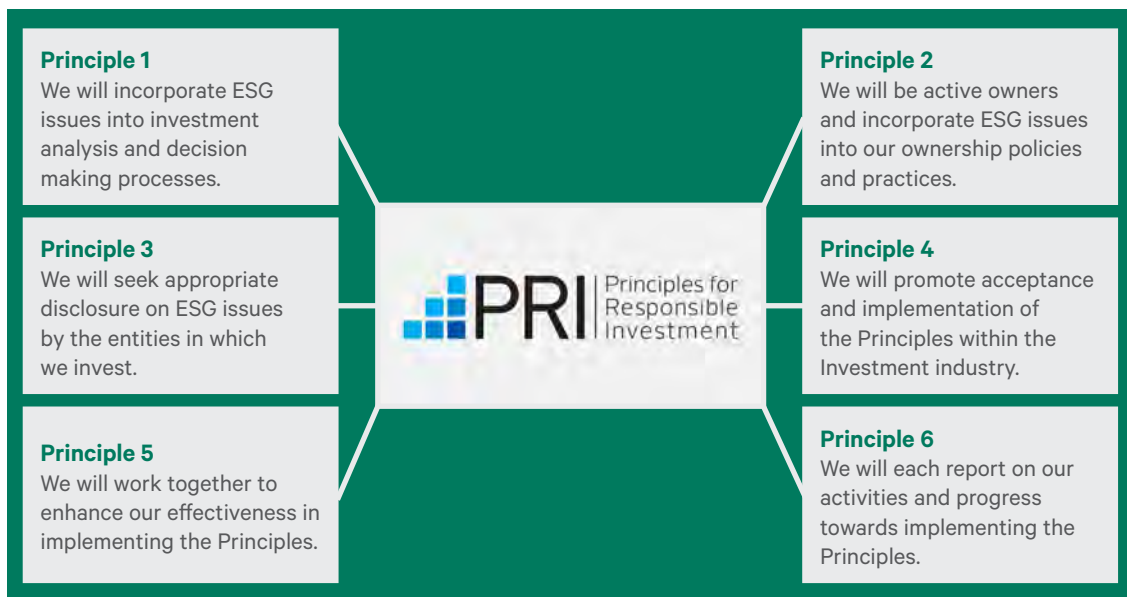 Principle 1
We will incorporate ESG
issues into investment
analysis and decision
making processes.
Principle 2
We will be active owners
and incorporate ESG issues
into our ownership policies
and practices.
Principle 3
We will seek appropriate
disclosure on ESG issues
by the entities in which
we invest.
PRI
Principles for
Responsible
Investment
Principle 4
We will promote acceptance
and implementation of
the Principles within the
Investment industry.
Principle 5
We will work together to
enhance our effectiveness in
implementing the Principles.
Principle 6
We will each report on our
activities and progress
towards implementing the
Principles.